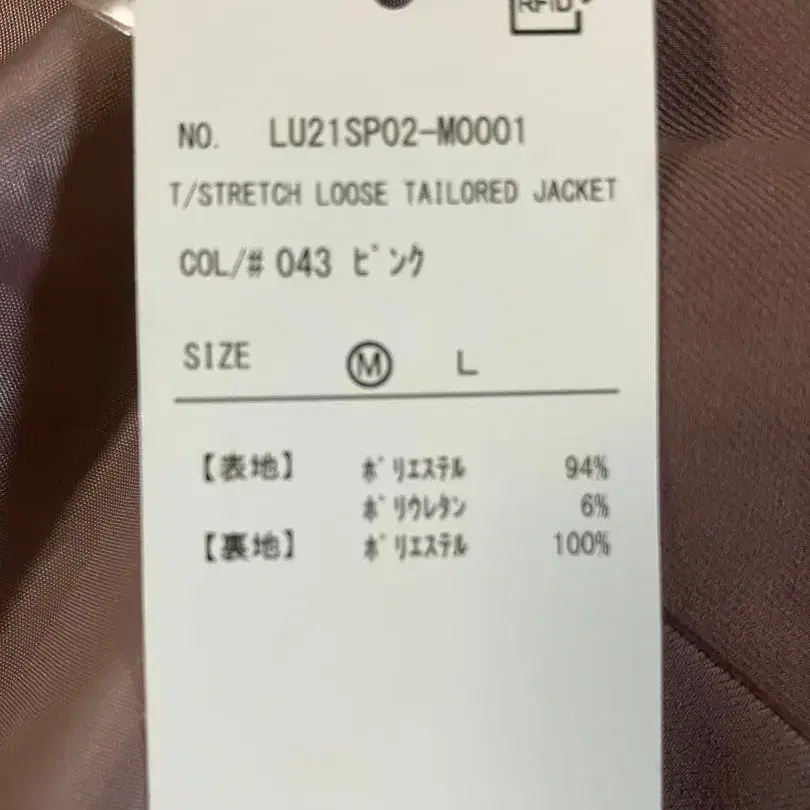 RFID
NO. LU21SP02-M0001
T/STRETCH LOOSE TAILORED JACKET
COL/# 043 ピンク
SIZE Ⓜ L
【表地】 ポリエステル 94%
ポリウレタン 6%
【裏地】 ポリエステル 100%